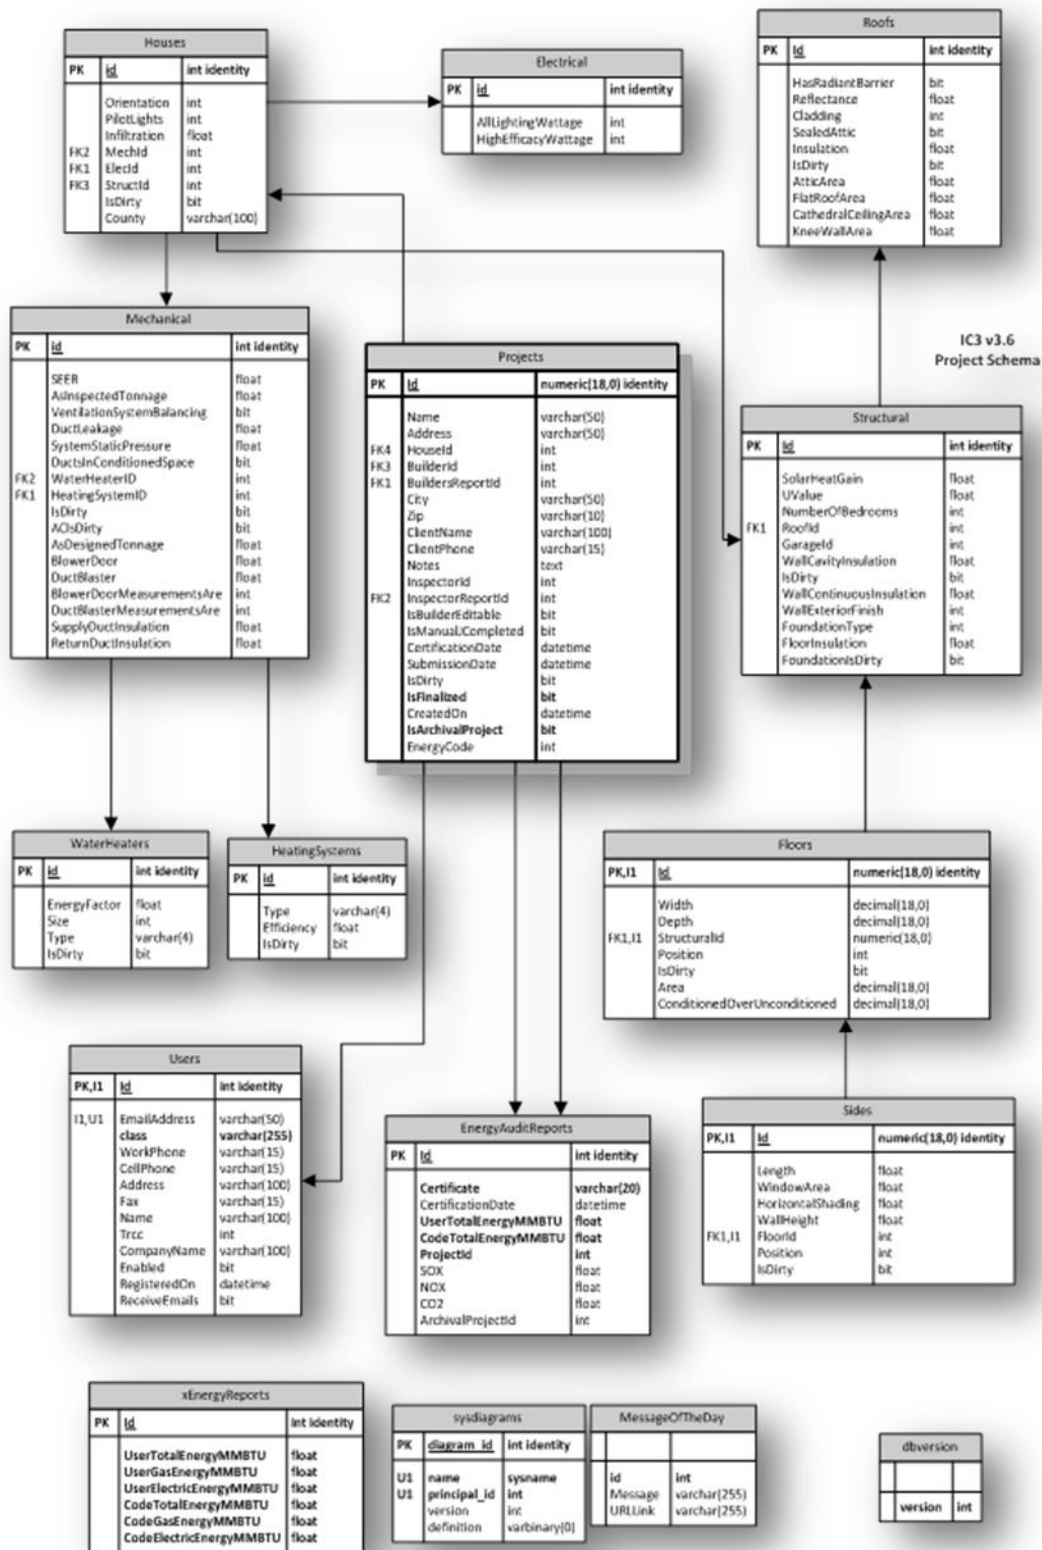 Houses
PK id int identity
Orientation int
PilotLights int
Infiltration float
FK2 MechId int
FK1 ElecId int
FK3 StructId int
IsDirty bit
County varchar(100)
Electrical
PK id int identity
AllLightingWattage int
HighEfficacyWattage int
Roofs
PK Id int identity
HasRadiantBarrier bit
Reflectance float
Cladding int
SealedAttic bit
Insulation float
IsDirty bit
AtticArea float
FlatRoofArea float
CathedralCeilingArea float
KneeWallArea float
Mechanical
PK id int identity
SEER float
AsInspectedTonnage float
VentilationSystemBalancing bit
DuctLeakage float
SystemStaticPressure float
DuctsInConditionedSpace bit
FK2 WaterHeaterID int
FK1 HeatingSystemID int
IsDirty bit
ACIsDirty bit
AsDesignedTonnage float
BlowerDoor float
DuctBlaster float
BlowerDoorMeasurementsAre int
DuctBlasterMeasurementsAre int
SupplyDuctInsulation float
ReturnDuctInsulation float
Projects
PK Id numeric(18,0) identity
Name varchar(50)
Address varchar(50)
FK4 HouseId int
FK3 BuilderId int
FK1 BuildersReportId int
City varchar(50)
Zip varchar(10)
ClientName varchar(100)
ClientPhone varchar(15)
Notes text
InspectorId int
FK2 InspectorReportId int
IsBuilderEditable bit
IsManualJCompleted bit
CertificationDate datetime
SubmissionDate datetime
IsDirty bit
IsFinalized bit
CreatedOn datetime
IsArchivalProject bit
EnergyCode int
IC3 v3.6
Project Schema
Structural
PK Id int identity
SolarHeatGain float
UValue float
NumberOfBedrooms int
FK1 RoofId int
GarageId int
WallCavityInsulation float
IsDirty bit
WallContinuousInsulation float
WallExteriorFinish int
FoundationType int
FloorInsulation float
FoundationIsDirty bit
WaterHeaters
PK id int identity
EnergyFactor float
Size int
Type varchar(4)
IsDirty bit
HeatingSystems
PK id int identity
Type varchar(4)
Efficiency float
IsDirty bit
Floors
PK,I1 Id numeric(18,0) identity
Width decimal(18,0)
Depth decimal(18,0)
FK1,I1 StructuralId numeric(18,0)
Position int
IsDirty bit
Area decimal(18,0)
ConditionedOverUnconditioned decimal(18,0)
Users
PK,I1 Id int identity
I1,U1 EmailAddress varchar(50)
class varchar(255)
WorkPhone varchar(15)
CellPhone varchar(15)
Address varchar(100)
Fax varchar(15)
Name varchar(100)
Trcc int
CompanyName varchar(100)
Enabled bit
RegisteredOn datetime
ReceiveEmails bit
EnergyAuditReports
PK Id int identity
Certificate varchar(20)
CertificationDate datetime
UserTotalEnergyMMBTU float
CodeTotalEnergyMMBTU float
ProjectId int
SOX float
NOX float
CO2 float
ArchivalProjectId int
Sides
PK,I1 Id numeric(18,0) identity
Length float
WindowArea float
HorizontalShading float
WallHeight float
FK1,I1 FloorId int
Position int
IsDirty bit
xEnergyReports
PK Id int identity
UserTotalEnergyMMBTU float
UserGasEnergyMMBTU float
UserElectricEnergyMMBTU float
CodeTotalEnergyMMBTU float
CodeGasEnergyMMBTU float
CodeElectricEnergyMMBTU float
sysdiagrams
PK diagram_id int identity
U1 name sysname
U1 principal_id int
version int
definition varbinary(0)
MessageOfTheDay
id int
Message varchar(255)
URLLink varchar(255)
dbversion
version int